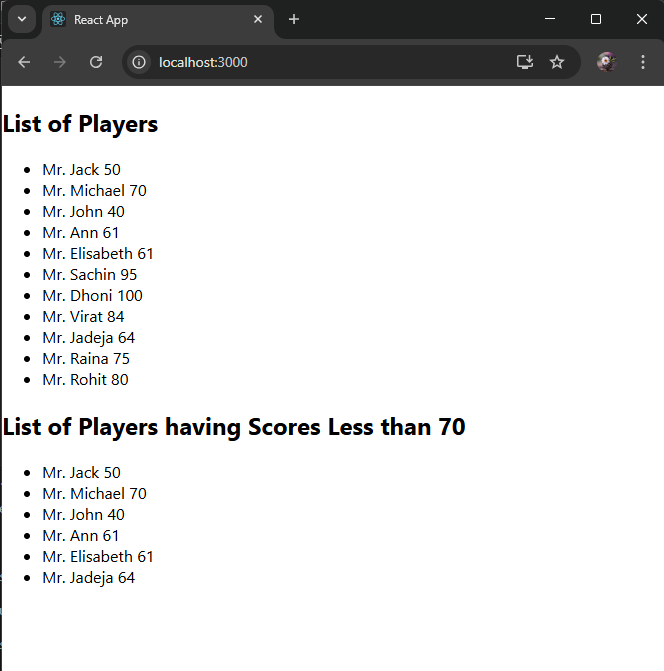 React App
localhost:3000
List of Players
Mr. Jack 50
Mr. Michael 70
Mr. John 40
Mr. Ann 61
Mr. Elisabeth 61
Mr. Sachin 95
Mr. Dhoni 100
Mr. Virat 84
Mr. Jadeja 64
Mr. Raina 75
Mr. Rohit 80
List of Players having Scores Less than 70
Mr. Jack 50
Mr. Michael 70
Mr. John 40
Mr. Ann 61
Mr. Elisabeth 61
Mr. Jadeja 64